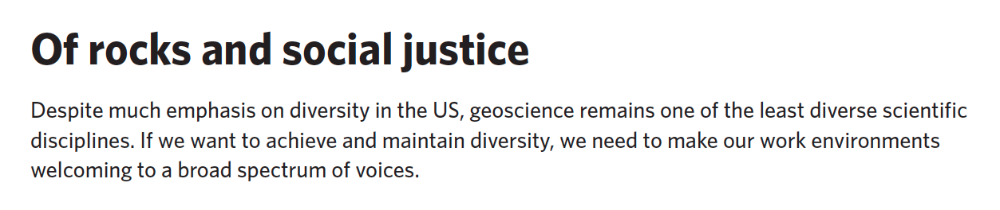 Of rocks and social justice
Despite much emphasis on diversity in the US, geoscience remains one of the least diverse scientific
disciplines. If we want to achieve and maintain diversity, we need to make our work environments
welcoming to a broad spectrum of voices.